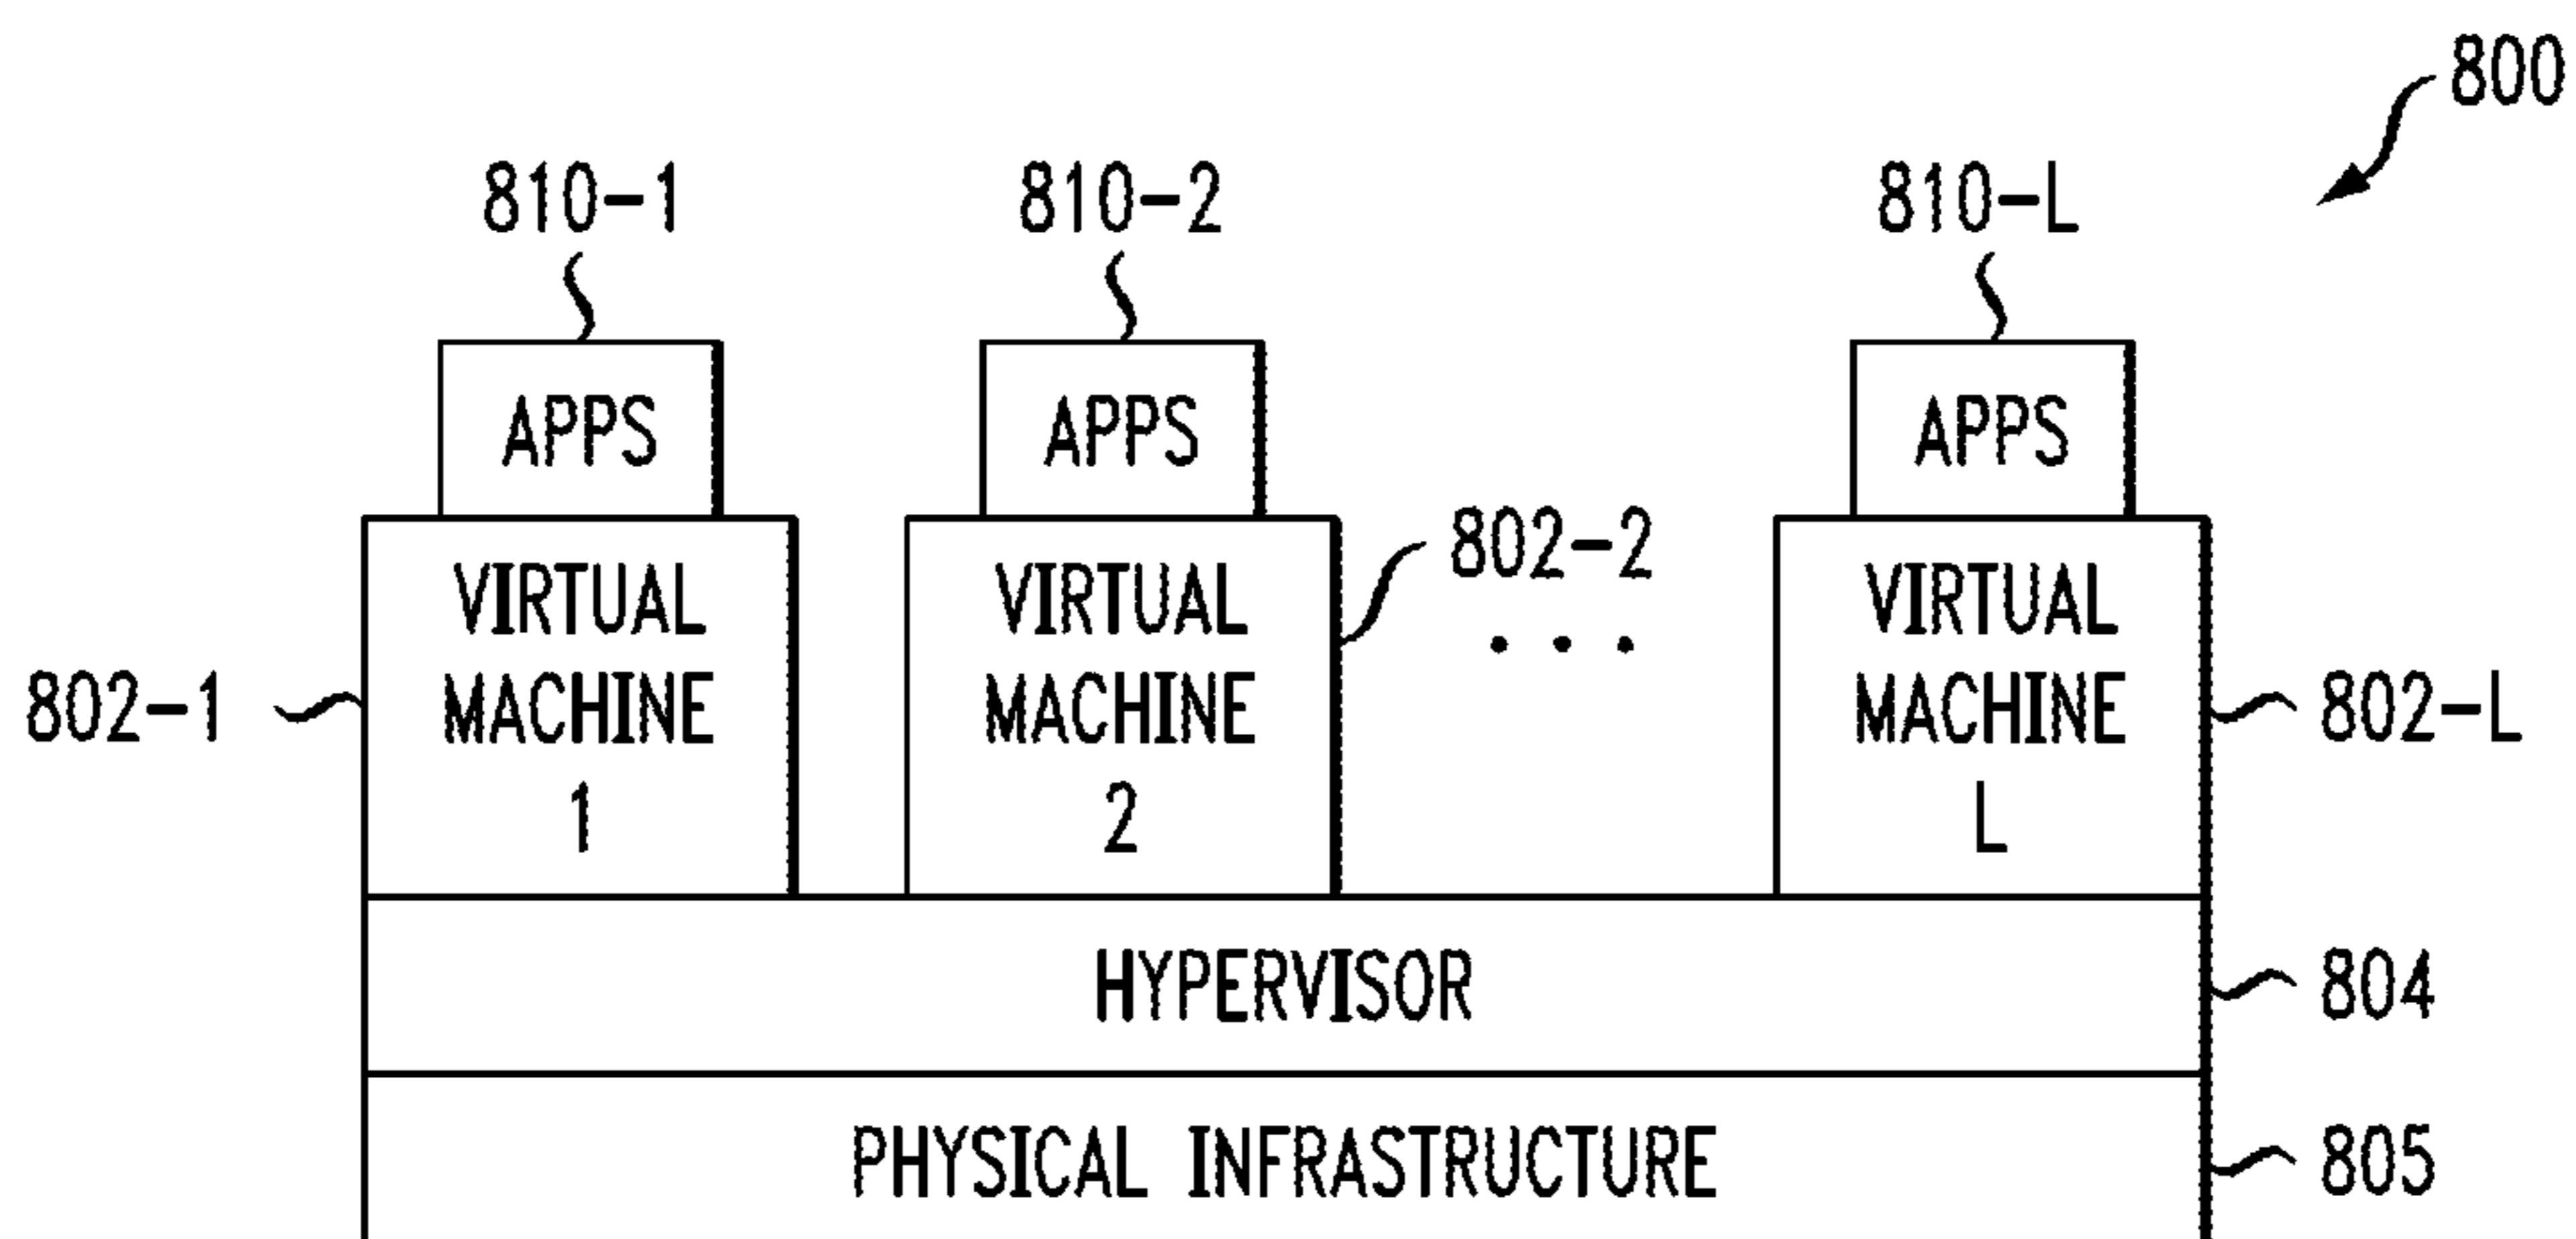 800
810-1
810-2
810-L
APPS
APPS
APPS
802-2
VIRTUAL
MACHINE
1
VIRTUAL
MACHINE
2
. . .
VIRTUAL
MACHINE
L
802-1
802-L
HYPERVISOR
804
PHYSICAL INFRASTRUCTURE
805